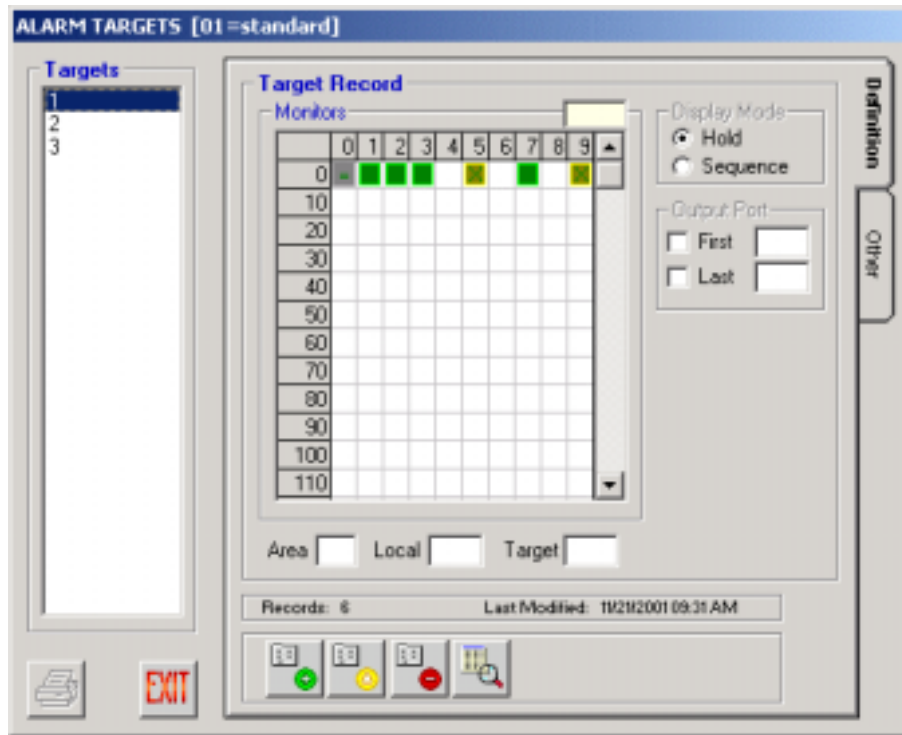 ALARM TARGETS [01=standard]
Targets
1
2
3
Target Record
Monitors
0 1 2 3 4 5 6 7 8 9
0
10
20
30
40
50
60
70
80
90
100
110
Display Mode
Hold
Sequence
Output Port
First
Last
Area Local Target
Records: 6 Last Modified: 11/21/2001 09:31 AM
EXIT
Definition
Other